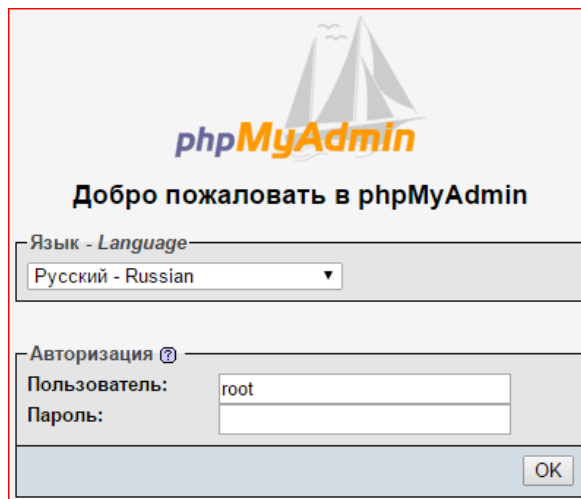 phpMyAdmin
Добро пожаловать в phpMyAdmin
Язык - Language
Русский - Russian
Авторизация
Пользователь: root
Пароль:
OK